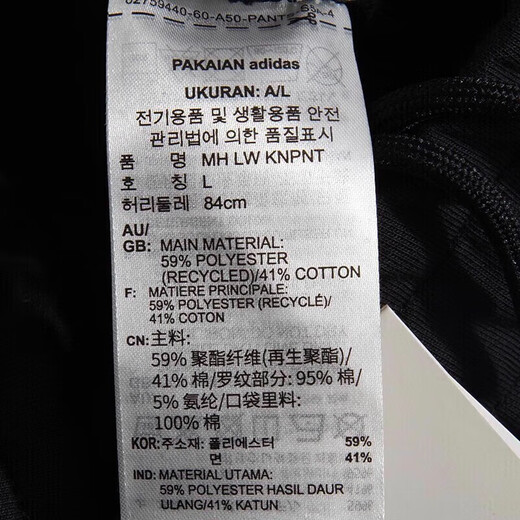 02759440-60-A50-PANT
PAKAIAN adidas
UKURAN: A/L
전기용품 및 생활용품 안전
관리법에 의한 품질표시
품 명 MH LW KNPNT
호 칭 L
허리둘레 84cm
AU/
GB: MAIN MATERIAL:
59% POLYESTER
(RECYCLED)/41% COTTON
F: MATIERE PRINCIPALE:
59% POLYESTER (RECYCLÉ)/
41% COTON
CN: 主料:
59% 聚酯纤维(再生聚酯)/
41% 棉/罗纹部分: 95% 棉/
5% 氨纶/口袋里料:
100% 棉
KOR: 주소재: 폴리에스터 59%
면 41%
IND: MATERIAL UTAMA:
59% POLYESTER HASIL DAUR
ULANG/41% KATUN